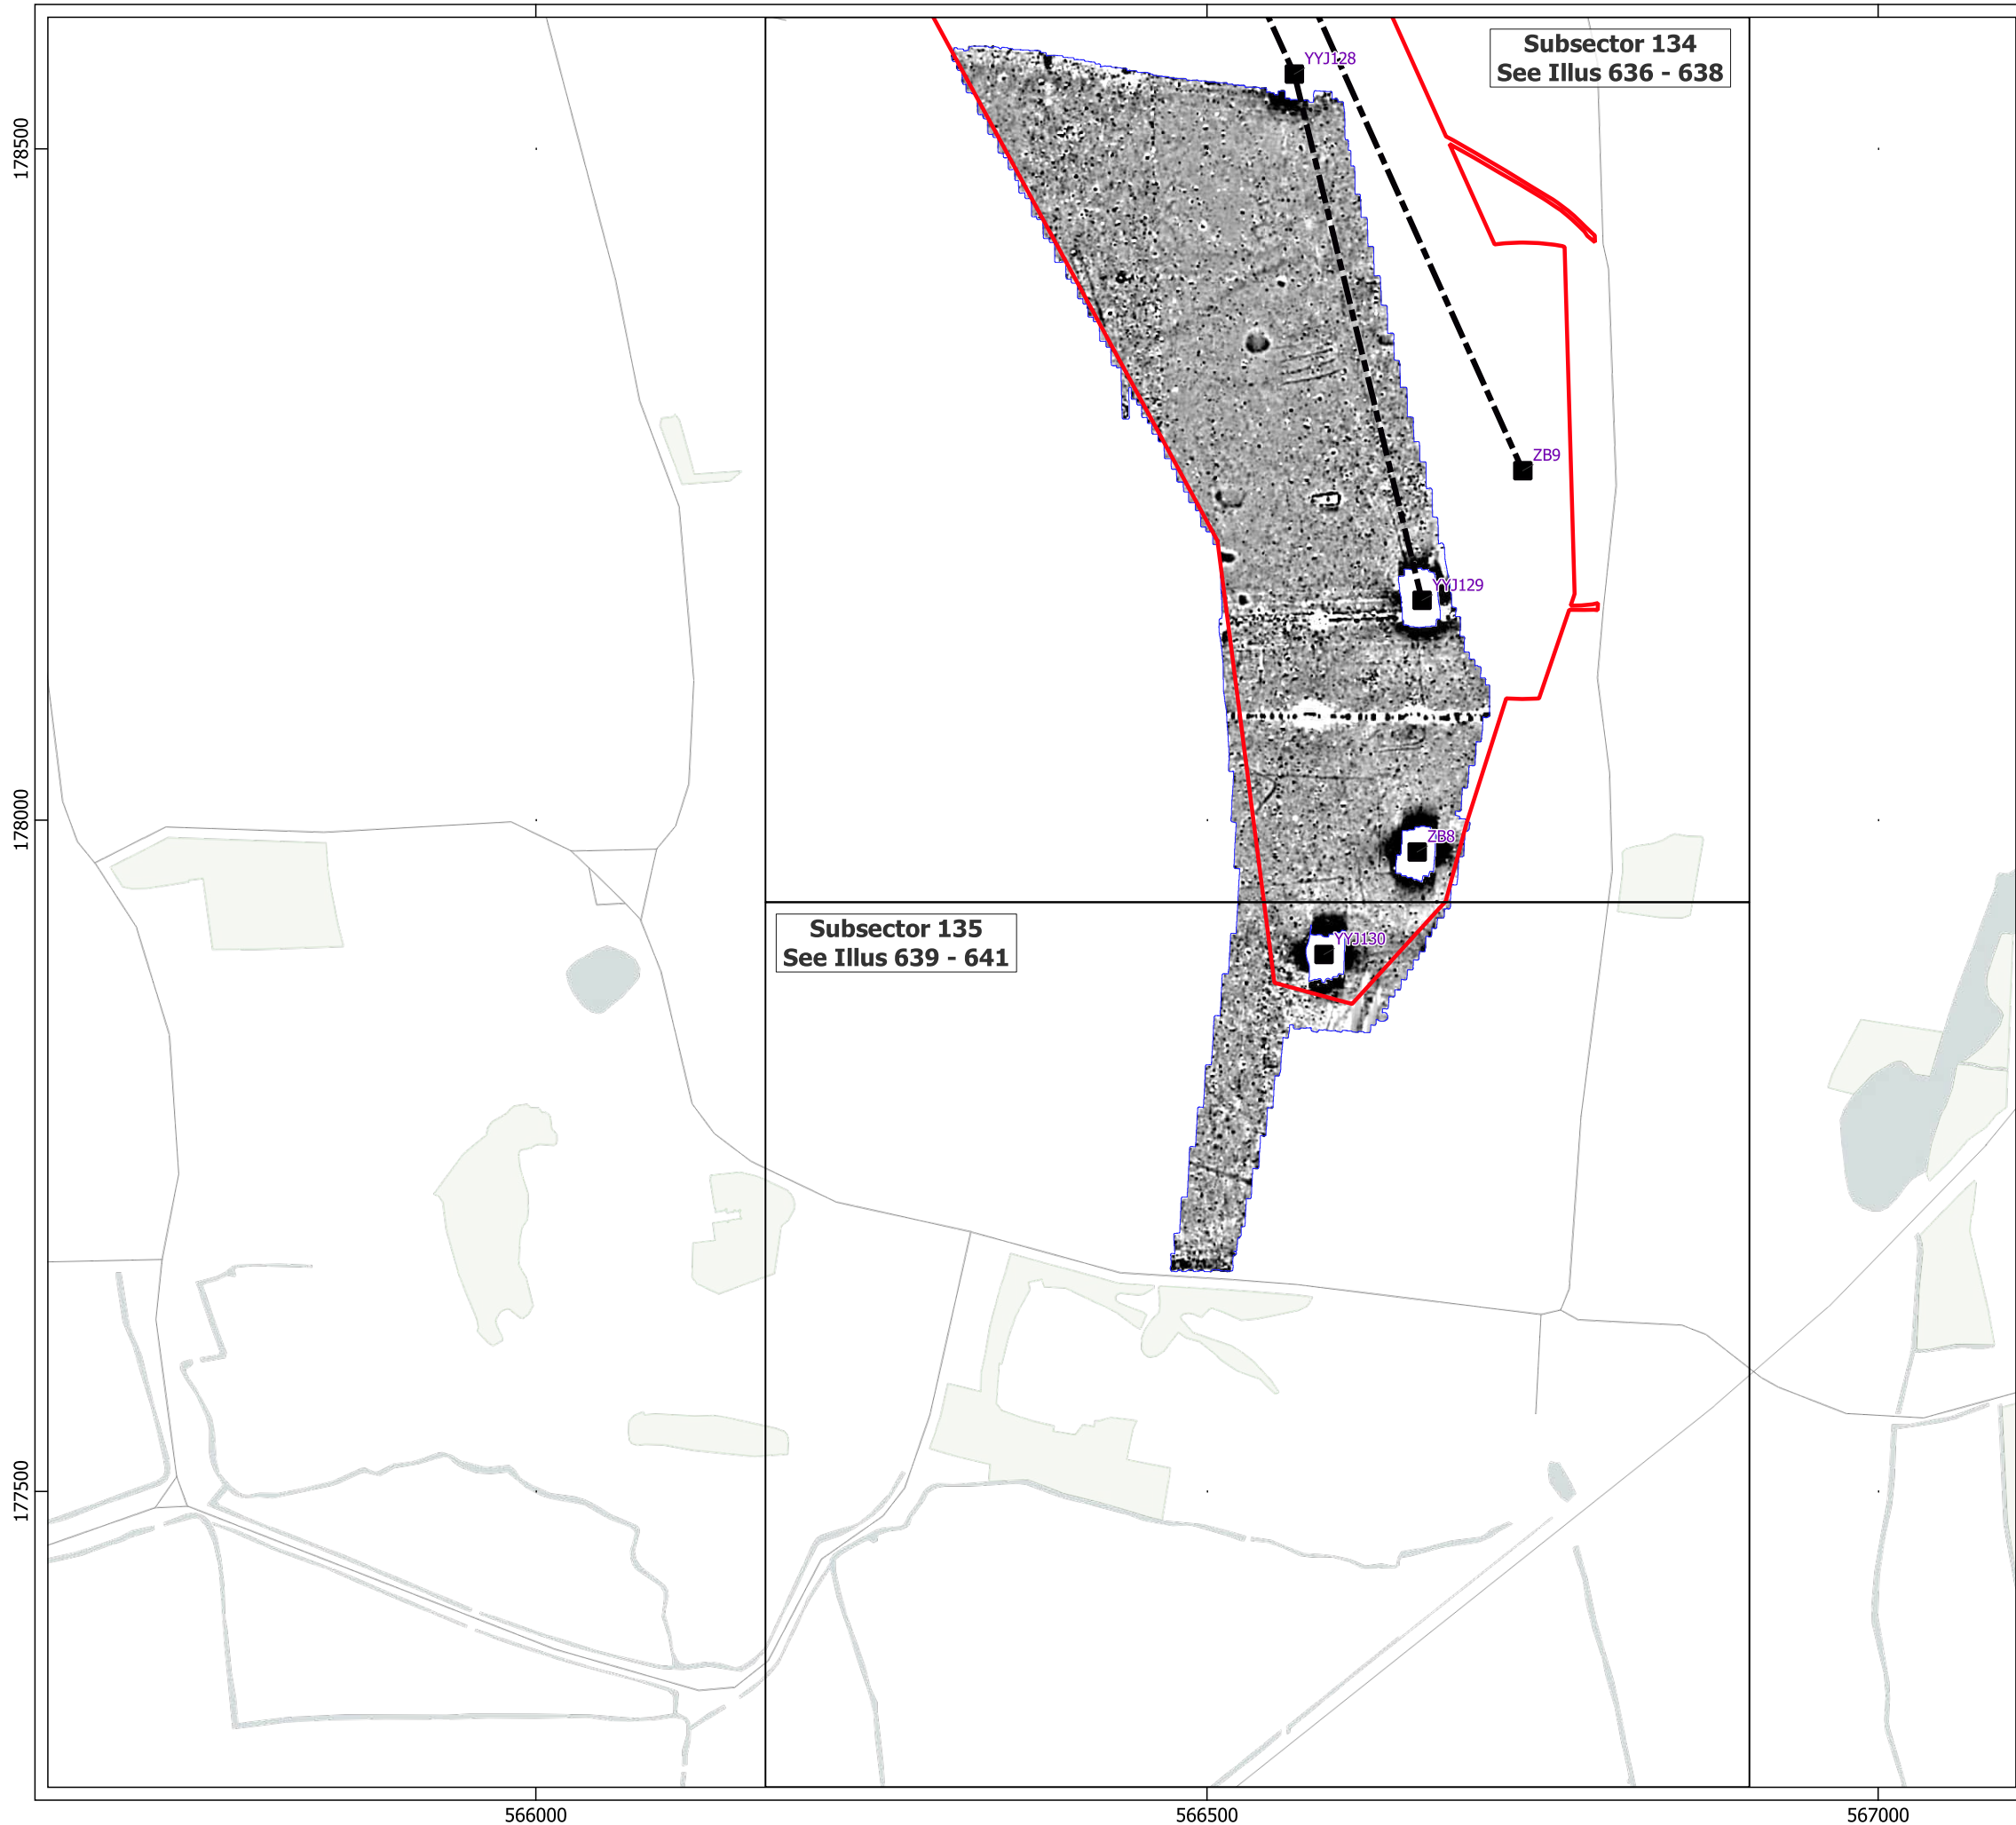 Subsector 134
See Illus 636 - 638
YYJ128
178500
ZB9
YYJ129
178000
ZB8
Subsector 135
See Illus 639 - 641
YYJ130
177500
566000
566500
567000